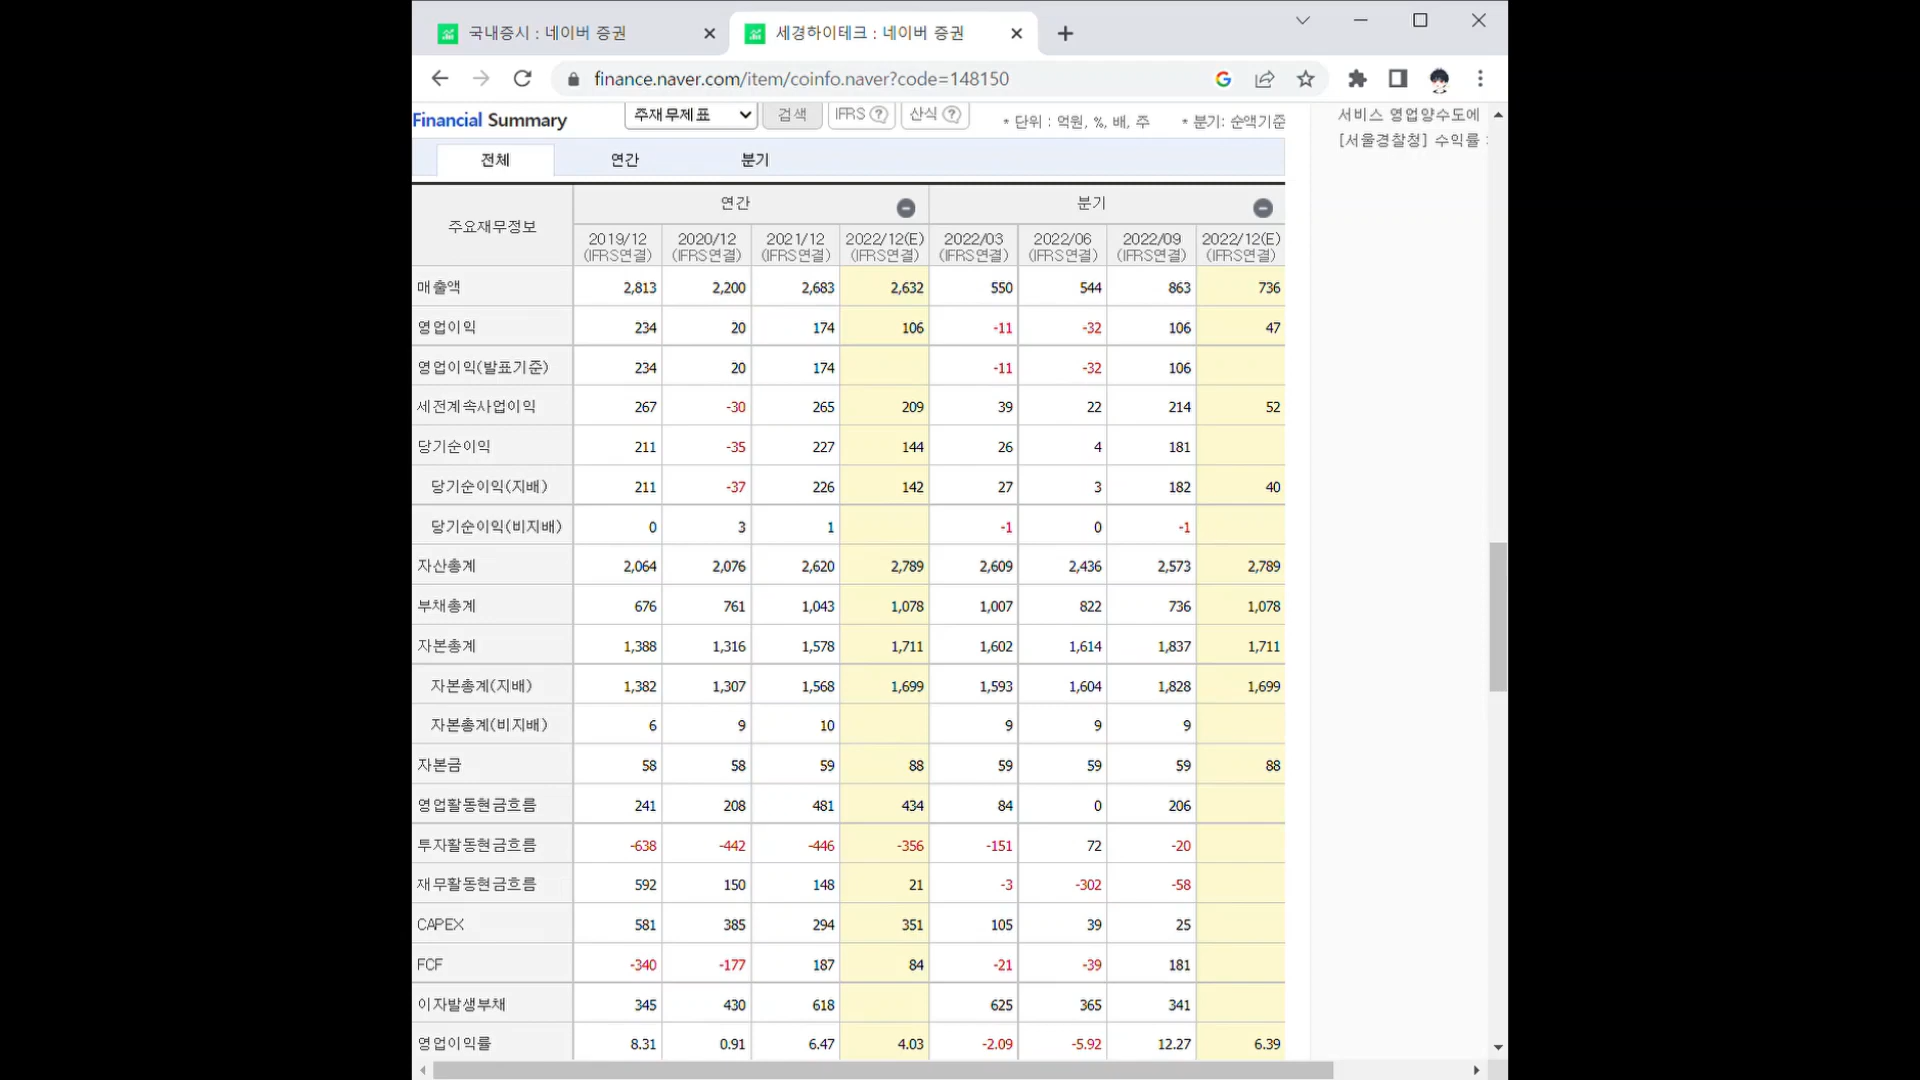 국내증시 : 네이버 증권
세경하이테크 : 네이버 증권
finance.naver.com/item/coinfo.naver?code=148150
Financial Summary 주재무제표 검색 IFRS ? 산식 ? * 단위 : 억원, %, 배, 주 * 분기: 순액기준
서비스 영업양수도에
[서울경찰청] 수익률
전체 연간 분기
주요재무정보 연간 분기
2019/12 2020/12 2021/12 2022/12(E) 2022/03 2022/06 2022/09 2022/12(E)
(IFRS연결) (IFRS연결) (IFRS연결) (IFRS연결) (IFRS연결) (IFRS연결) (IFRS연결) (IFRS연결)
매출액 2,813 2,200 2,683 2,632 550 544 863 736
영업이익 234 20 174 106 -11 -32 106 47
영업이익(발표기준) 234 20 174 -11 -32 106
세전계속사업이익 267 -30 265 209 39 22 214 52
당기순이익 211 -35 227 144 26 4 181
당기순이익(지배) 211 -37 226 142 27 3 182 40
당기순이익(비지배) 0 3 1 -1 0 -1
자산총계 2,064 2,076 2,620 2,789 2,609 2,436 2,573 2,789
부채총계 676 761 1,043 1,078 1,007 822 736 1,078
자본총계 1,388 1,316 1,578 1,711 1,602 1,614 1,837 1,711
자본총계(지배) 1,382 1,307 1,568 1,699 1,593 1,604 1,828 1,699
자본총계(비지배) 6 9 10 9 9 9
자본금 58 58 59 88 59 59 59 88
영업활동현금흐름 241 208 481 434 84 0 206
투자활동현금흐름 -638 -442 -446 -356 -151 72 -20
재무활동현금흐름 592 150 148 21 -3 -302 -58
CAPEX 581 385 294 351 105 39 25
FCF -340 -177 187 84 -21 -39 181
이자발생부채 345 430 618 625 365 341
영업이익률 8.31 0.91 6.47 4.03 -2.09 -5.92 12.27 6.39